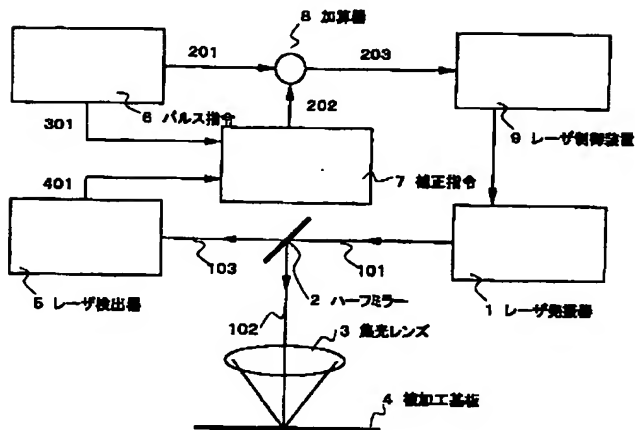 8 加算器
201
203
202
6 パルス指令
301
9 レーザ制御装置
401
7 補正指令
103
101
5 レーザ検出器
2 ハーフミラー
1 レーザ発振器
102
3 集光レンズ
4 被加工基板